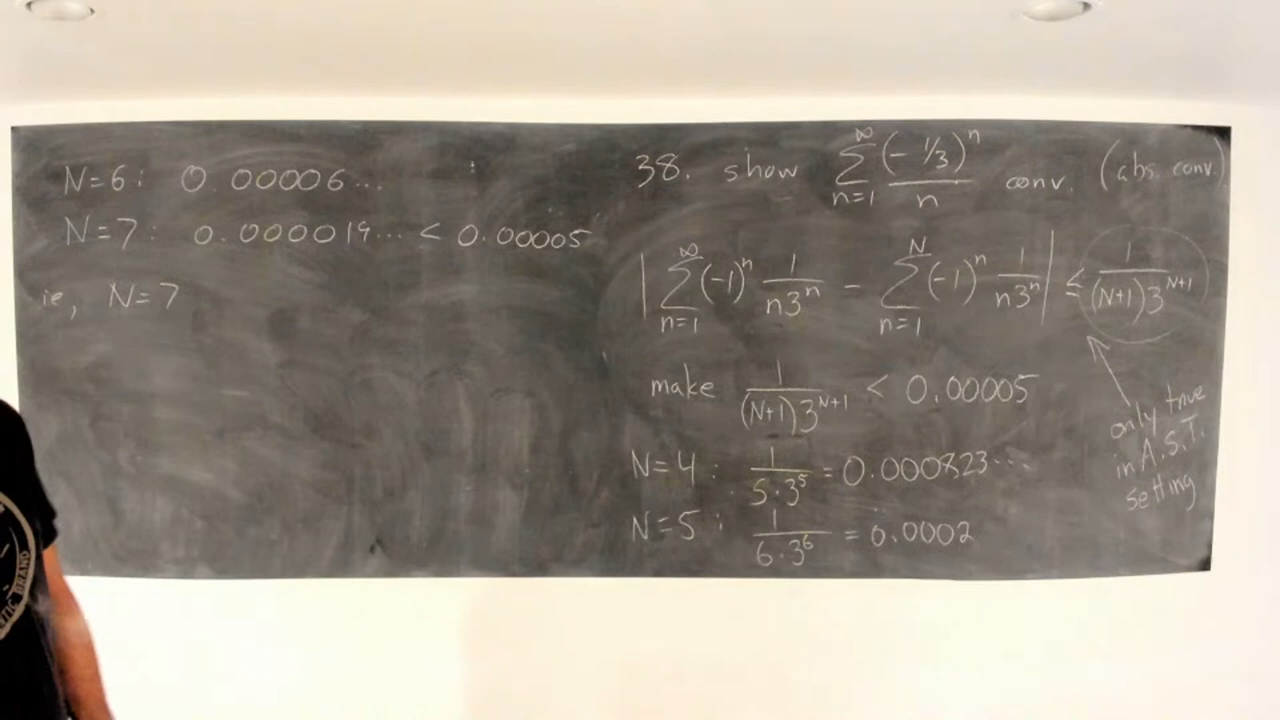 N=6: 0.00006...
N=7: 0.000019... < 0.00005
ie, N=7
38. show ∑_{n=1}^{∞} (-1/3)^n / n conv. (abs. conv.)
| ∑_{n=1}^{∞} (-1)^n 1/(n3^n) - ∑_{n=1}^{N} (-1)^n 1/(n3^n) | ≤ 1/((N+1)3^{N+1})
make 1/((N+1)3^{N+1}) < 0.00005
only true
in A.S.T.
setting
N=4: 1/(5·3^5) = 0.000823...
N=5: 1/(6·3^6) = 0.0002
TIC BRAND